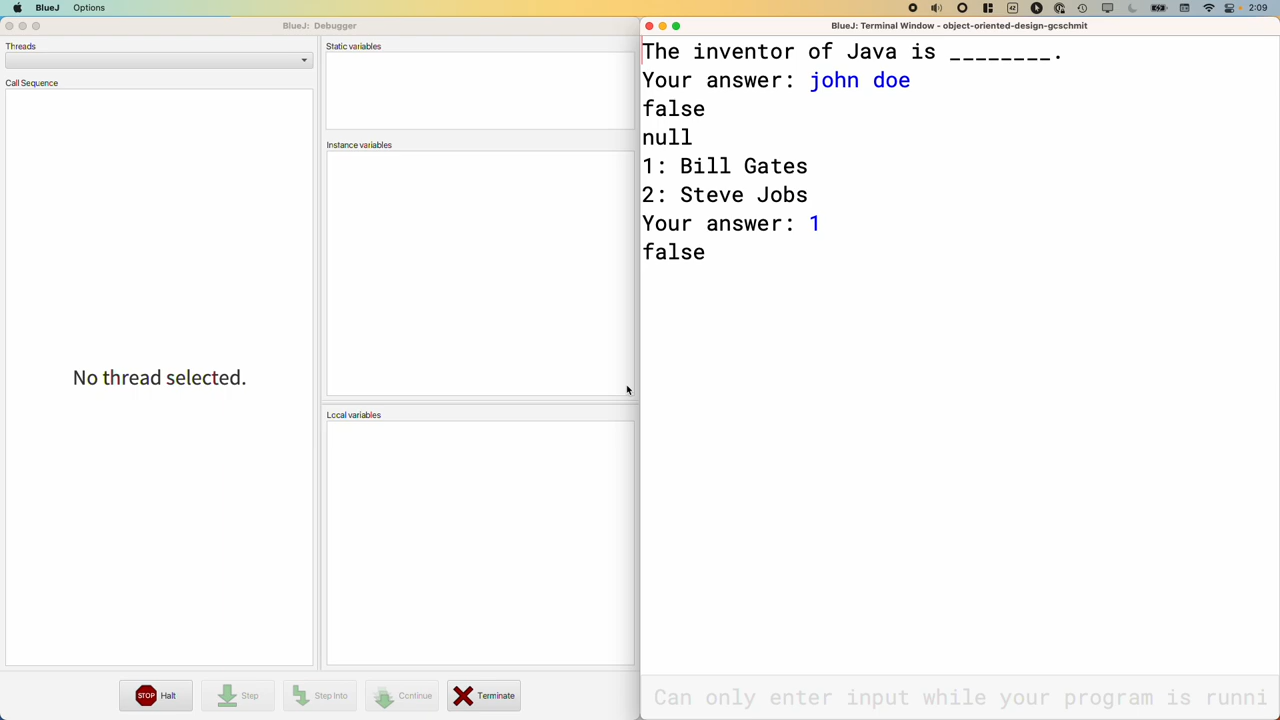 BlueJ Options 42 2:09
BlueJ: Debugger
Threads
Call Sequence
No thread selected.
Static variables
Instance variables
Local variables
STOP Halt
Step
Step Into
Continue
Terminate
BlueJ: Terminal Window - object-oriented-design-gcschmit
The inventor of Java is ________.
Your answer: john doe
false
null
1: Bill Gates
2: Steve Jobs
Your answer: 1
false
Can only enter input while your program is runni